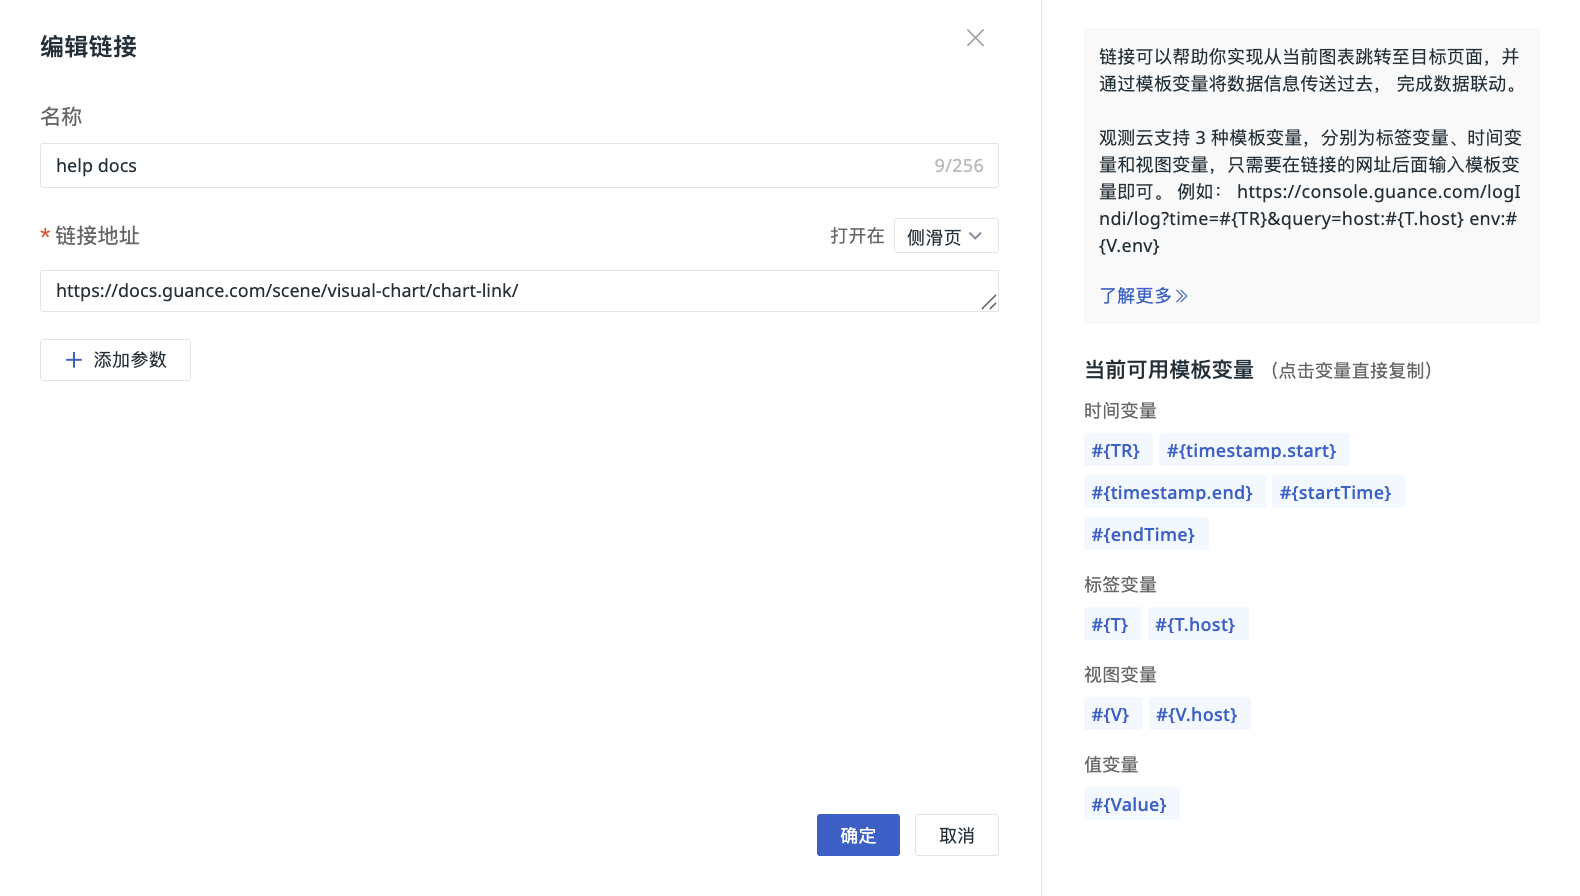 编辑链接
名称
help docs
9/256
* 链接地址
打开在
侧滑页
https://docs.guance.com/scene/visual-chart/chart-link/
添加参数
确定
取消
链接可以帮助你实现从当前图表跳转至目标页面，并
通过模板变量将数据信息传送过去， 完成数据联动。
观测云支持 3 种模板变量，分别为标签变量、时间变
量和视图变量，只需要在链接的网址后面输入模板变
量即可。 例如： https://console.guance.com/logI
ndi/log?time=#{TR}&query=host:#{T.host} env:#
{V.env}
了解更多
当前可用模板变量 （点击变量直接复制）
时间变量
#{TR} #{timestamp.start}
#{timestamp.end} #{startTime}
#{endTime}
标签变量
#{T} #{T.host}
视图变量
#{V} #{V.host}
值变量
#{Value}